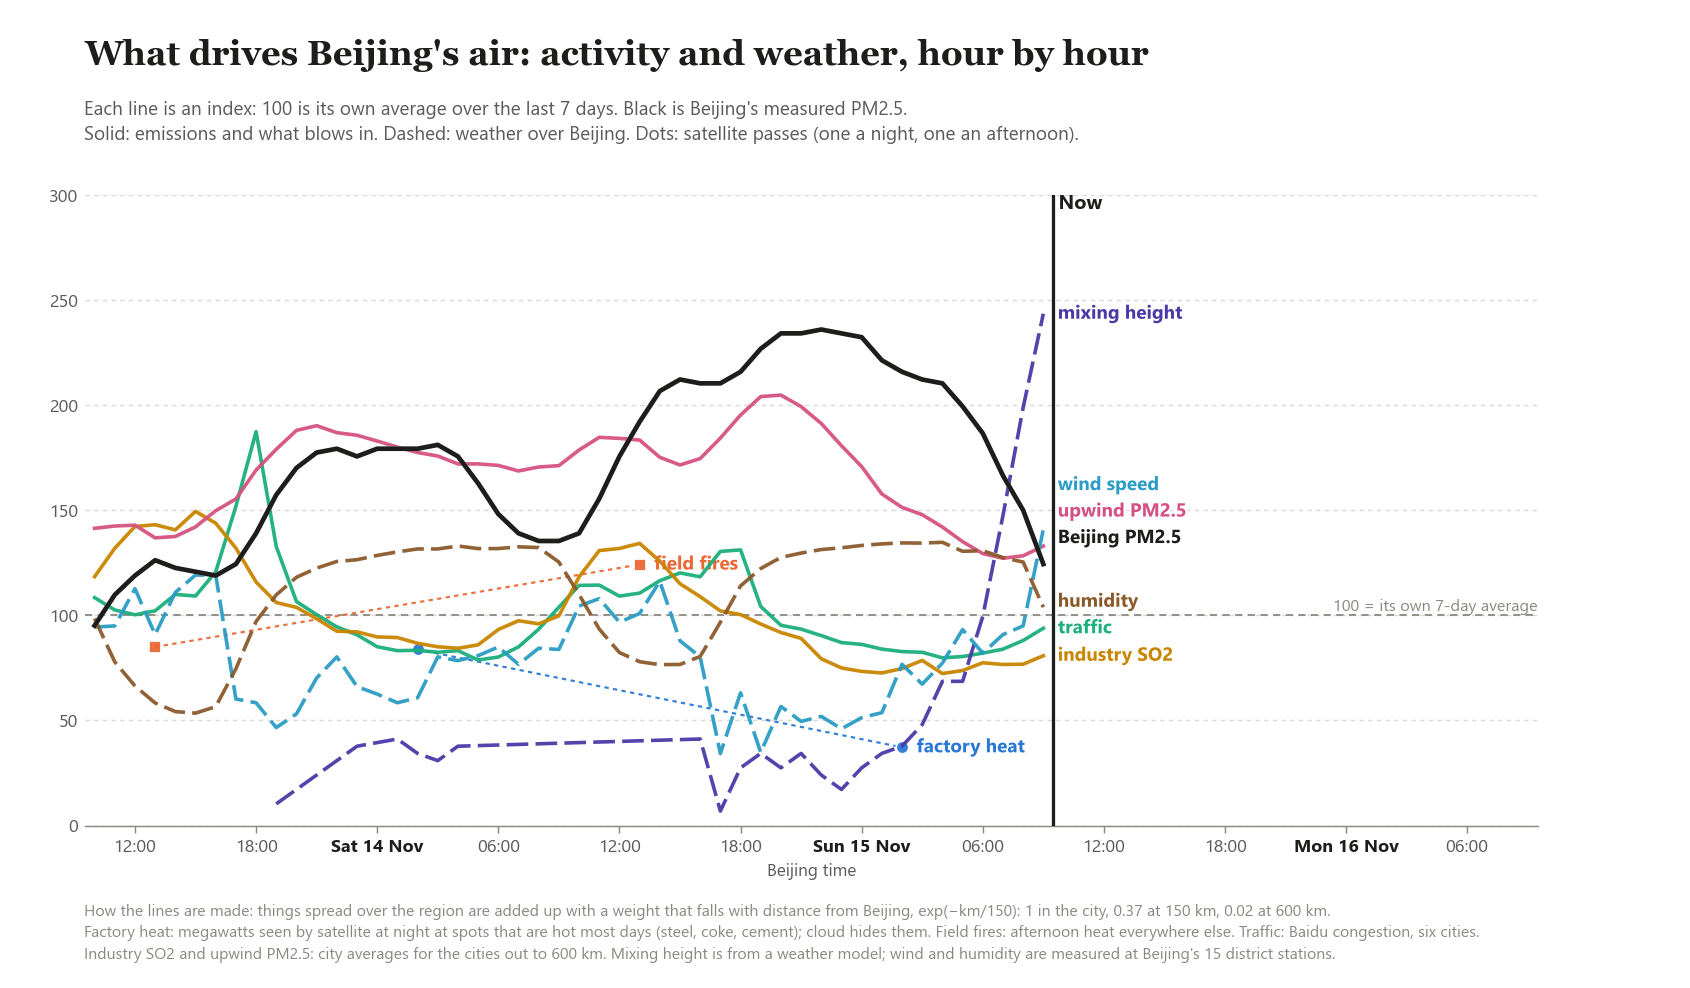 What drives Beijing's air: activity and weather, hour by hour
Each line is an index: 100 is its own average over the last 7 days. Black is Beijing's measured PM2.5.
Solid: emissions and what blows in. Dashed: weather over Beijing. Dots: satellite passes (one a night, one an afternoon).
300
Now
250
mixing height
200
wind speed
150
upwind PM2.5
Beijing PM2.5
field fires
humidity
100 = its own 7-day average
100
traffic
industry SO2
50
factory heat
0
12:00
18:00
Sat 14 Nov
06:00
12:00
18:00
Sun 15 Nov
06:00
12:00
18:00
Mon 16 Nov
06:00
Beijing time
How the lines are made: things spread over the region are added up with a weight that falls with distance from Beijing, exp(−km/150): 1 in the city, 0.37 at 150 km, 0.02 at 600 km.
Factory heat: megawatts seen by satellite at night at spots that are hot most days (steel, coke, cement); cloud hides them. Field fires: afternoon heat everywhere else. Traffic: Baidu congestion, six cities.
Industry SO2 and upwind PM2.5: city averages for the cities out to 600 km. Mixing height is from a weather model; wind and humidity are measured at Beijing's 15 district stations.